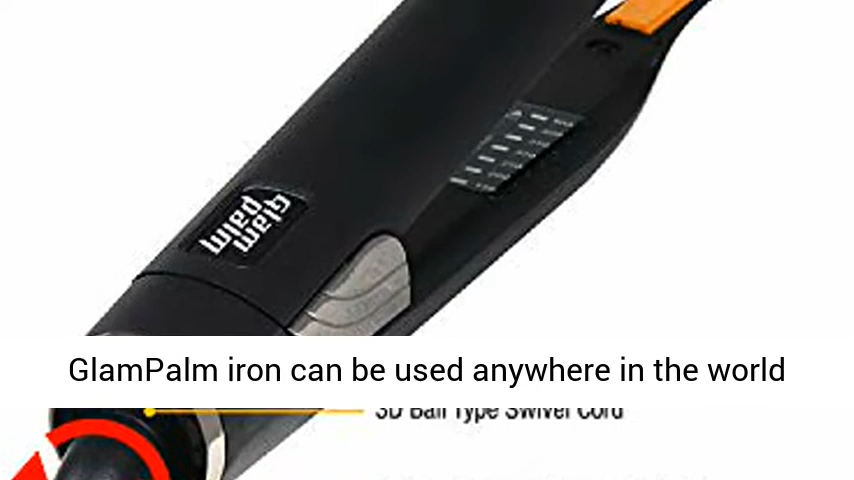 glam
palm
GlamPalm iron can be used anywhere in the world
3D Ball Type Swivel Cord